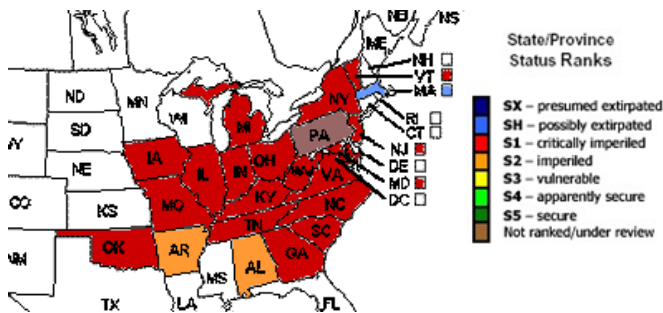 NB
NS
ME
NH
VT
MA
ND
MN
NY
RI
SD
WI
MI
CT
PA
NJ
NE
IA
OH
DE
IL
IN
WV
MD
VA
DC
CO
KS
MO
KY
NC
TN
OK
AR
SC
MS
AL
GA
TX
LA
FL
State/Province
Status Ranks
SX – presumed extirpated
SH – possibly extirpated
S1 – critically imperiled
S2 – imperiled
S3 – vulnerable
S4 – apparently secure
S5 – secure
Not ranked/under review